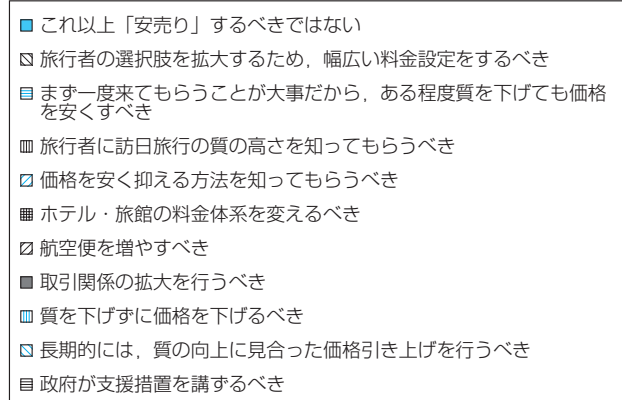 これ以上「安売り」するべきではない
旅行者の選択肢を拡大するため，幅広い料金設定をするべき
まず一度来てもらうことが大事だから，ある程度質を下げても価格
を安くすべき
旅行者に訪日旅行の質の高さを知ってもらうべき
価格を安く抑える方法を知ってもらうべき
ホテル・旅館の料金体系を変えるべき
航空便を増やすべき
取引関係の拡大を行うべき
質を下げずに価格を下げるべき
長期的には，質の向上に見合った価格引き上げを行うべき
政府が支援措置を講ずるべき